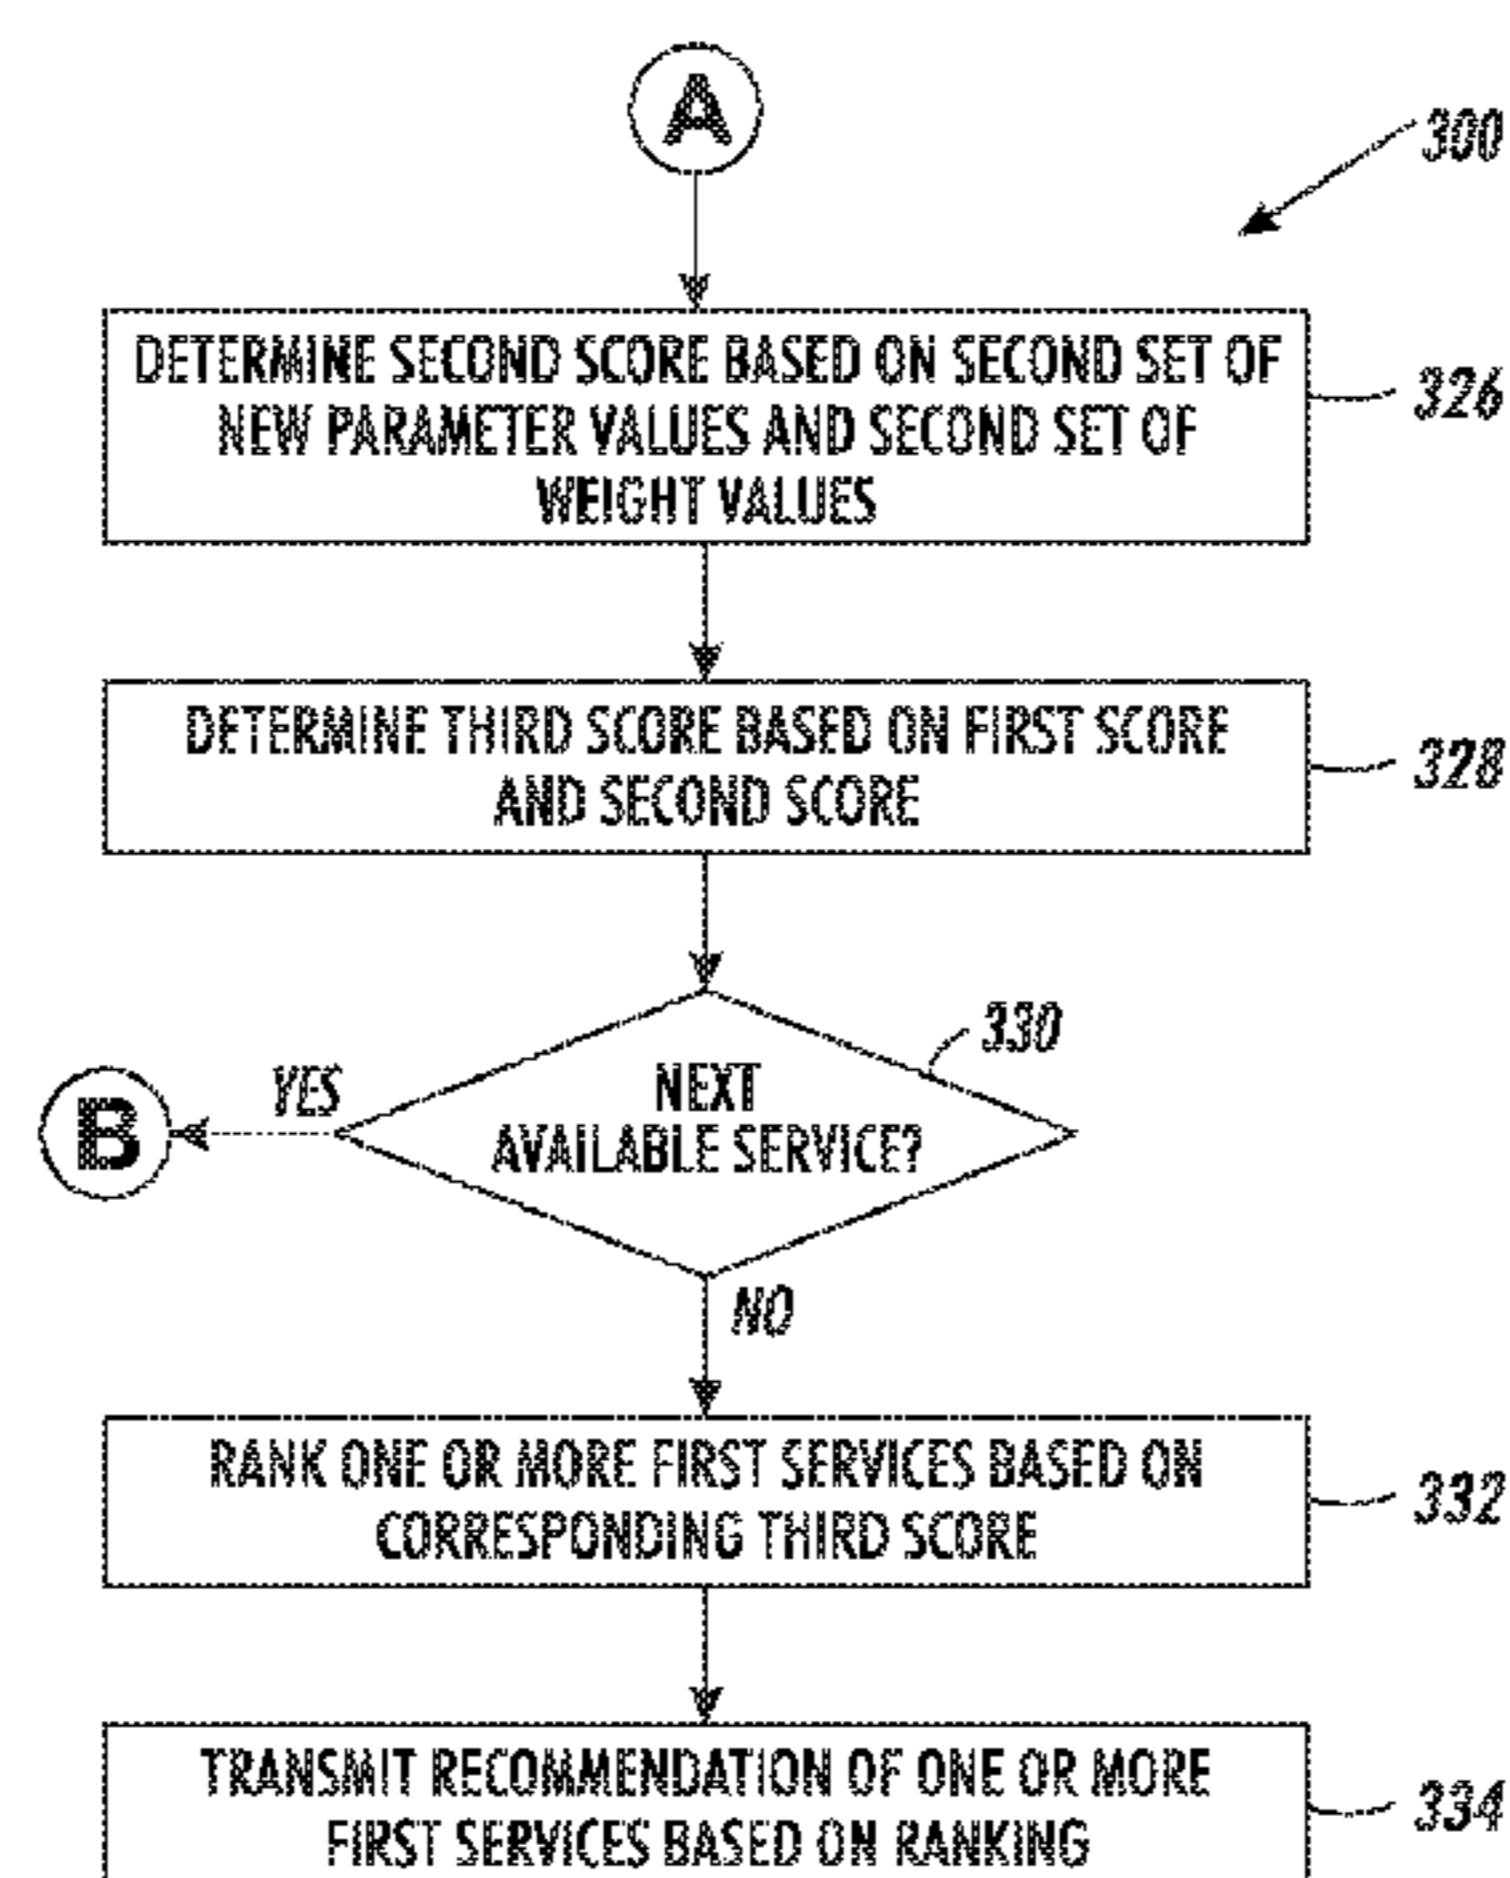 A
300
DETERMINE SECOND SCORE BASED ON SECOND SET OF
NEW PARAMETER VALUES AND SECOND SET OF
WEIGHT VALUES
326
DETERMINE THIRD SCORE BASED ON FIRST SCORE
AND SECOND SCORE
328
330
NEXT
AVAILABLE SERVICE?
YES
B
NO
RANK ONE OR MORE FIRST SERVICES BASED ON
CORRESPONDING THIRD SCORE
332
TRANSMIT RECOMMENDATION OF ONE OR MORE
FIRST SERVICES BASED ON RANKING
334